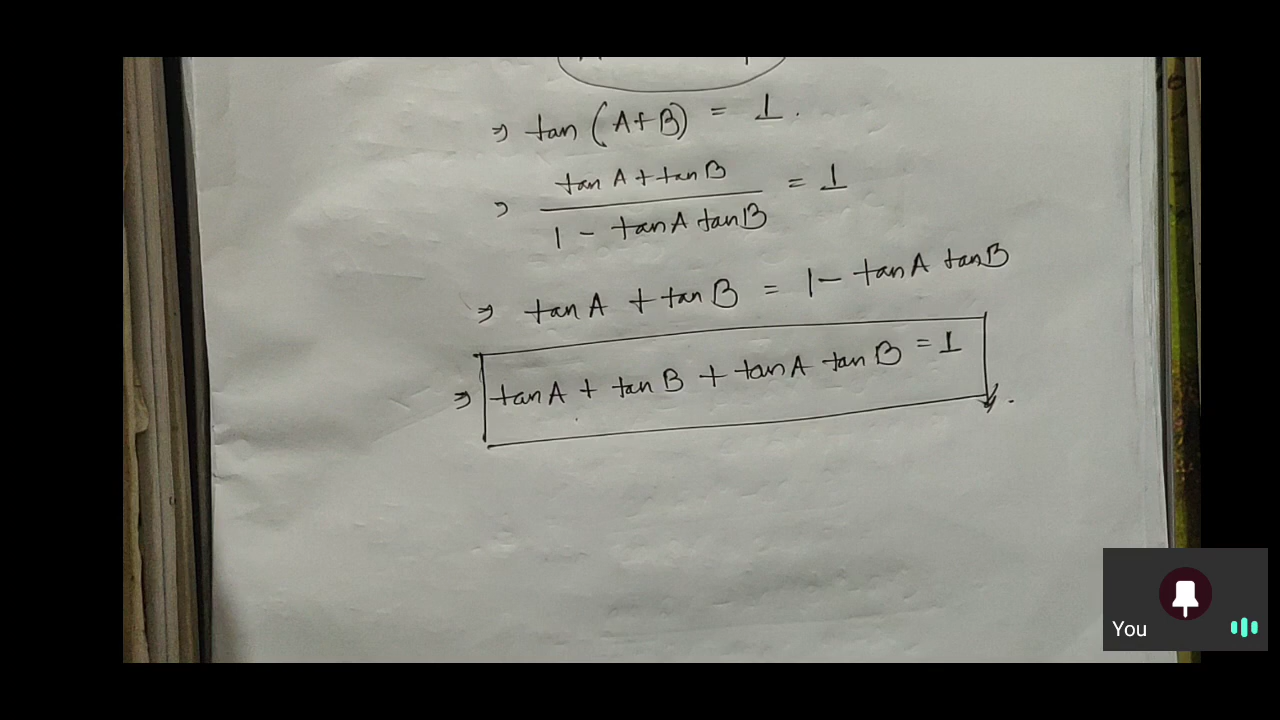 ⇒ tan (A+B) = 1.
⇒ tan A + tan B / 1 - tan A tan B = 1
⇒ tan A + tan B = 1 - tan A tan B
⇒ tan A + tan B + tan A tan B = 1
You